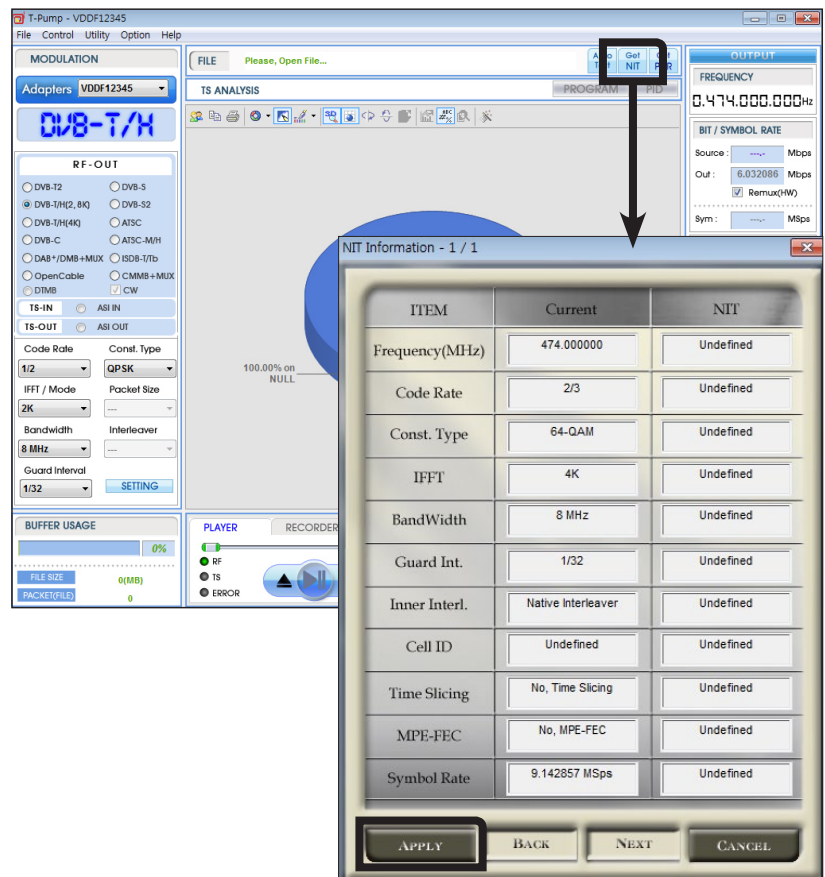 T-Pump - VDDF12345
File Control Utility Option Help
MODULATION
Adapters VDDF12345
DVB-T/H
RF-OUT
DVB-T2 DVB-S
DVB-T/H(2, 8K) DVB-S2
DVB-T/H(4K) ATSC
DVB-C ATSC-M/H
DAB+/DMB+MUX ISDB-T/Tb
OpenCable CMMB+MUX
DTMB CW
TS-IN ASI IN
TS-OUT ASI OUT
Code Rate Const. Type
1/2 QPSK
IFFT / Mode Packet Size
2K ---
Bandwidth Interleaver
8 MHz ---
Guard Interval
1/32 SETTING
BUFFER USAGE
0%
FILE SIZE 0(MB)
PACKET(FILE) 0
FILE Please, Open File...
Get
NIT
TS ANALYSIS PROGRAM PID
100.00% on
NULL
PLAYER RECORDER
RF
TS
ERROR
OUTPUT
FREQUENCY
0.474.000.000Hz
BIT / SYMBOL RATE
Source : ---.- Mbps
Out : 6.032086 Mbps
Remux(HW)
Sym : ---.- MSps
NIT Information - 1 / 1
ITEM Current NIT
Frequency(MHz) 474.000000 Undefined
Code Rate 2/3 Undefined
Const. Type 64-QAM Undefined
IFFT 4K Undefined
BandWidth 8 MHz Undefined
Guard Int. 1/32 Undefined
Inner Interl. Native Interleaver Undefined
Cell ID Undefined Undefined
Time Slicing No, Time Slicing Undefined
MPE-FEC No, MPE-FEC Undefined
Symbol Rate 9.142857 MSps Undefined
APPLY BACK NEXT CANCEL